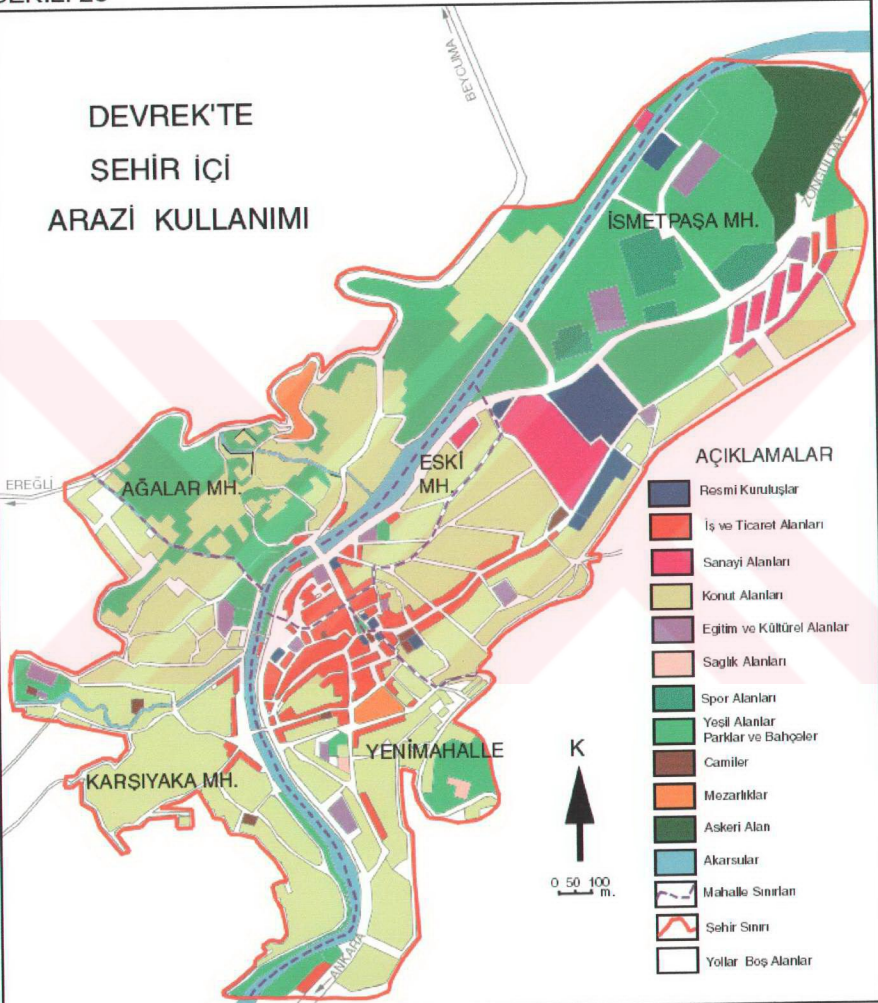 DEVREK'TE
ŞEHİR İÇİ
ARAZİ KULLANIMI
BEYCUMA
ZONGULDAK
İSMETPAŞA MH.
EREĞLİ
AĞALAR MH.
ESKİ
MH.
KARŞIYAKA MH.
YENİMAHALLE
ANKARA
K
0 50 100
m.
AÇIKLAMALAR
Resmi Kuruluşlar
İş ve Ticaret Alanları
Sanayi Alanları
Konut Alanları
Egitim ve Kültürel Alanlar
Saglık Alanları
Spor Alanları
Yeşil Alanlar
Parklar ve Bahçeler
Camiler
Mezarlıklar
Askeri Alan
Akarsular
Mahalle Sınırları
Şehir Sınırı
Yollar Boş Alanlar